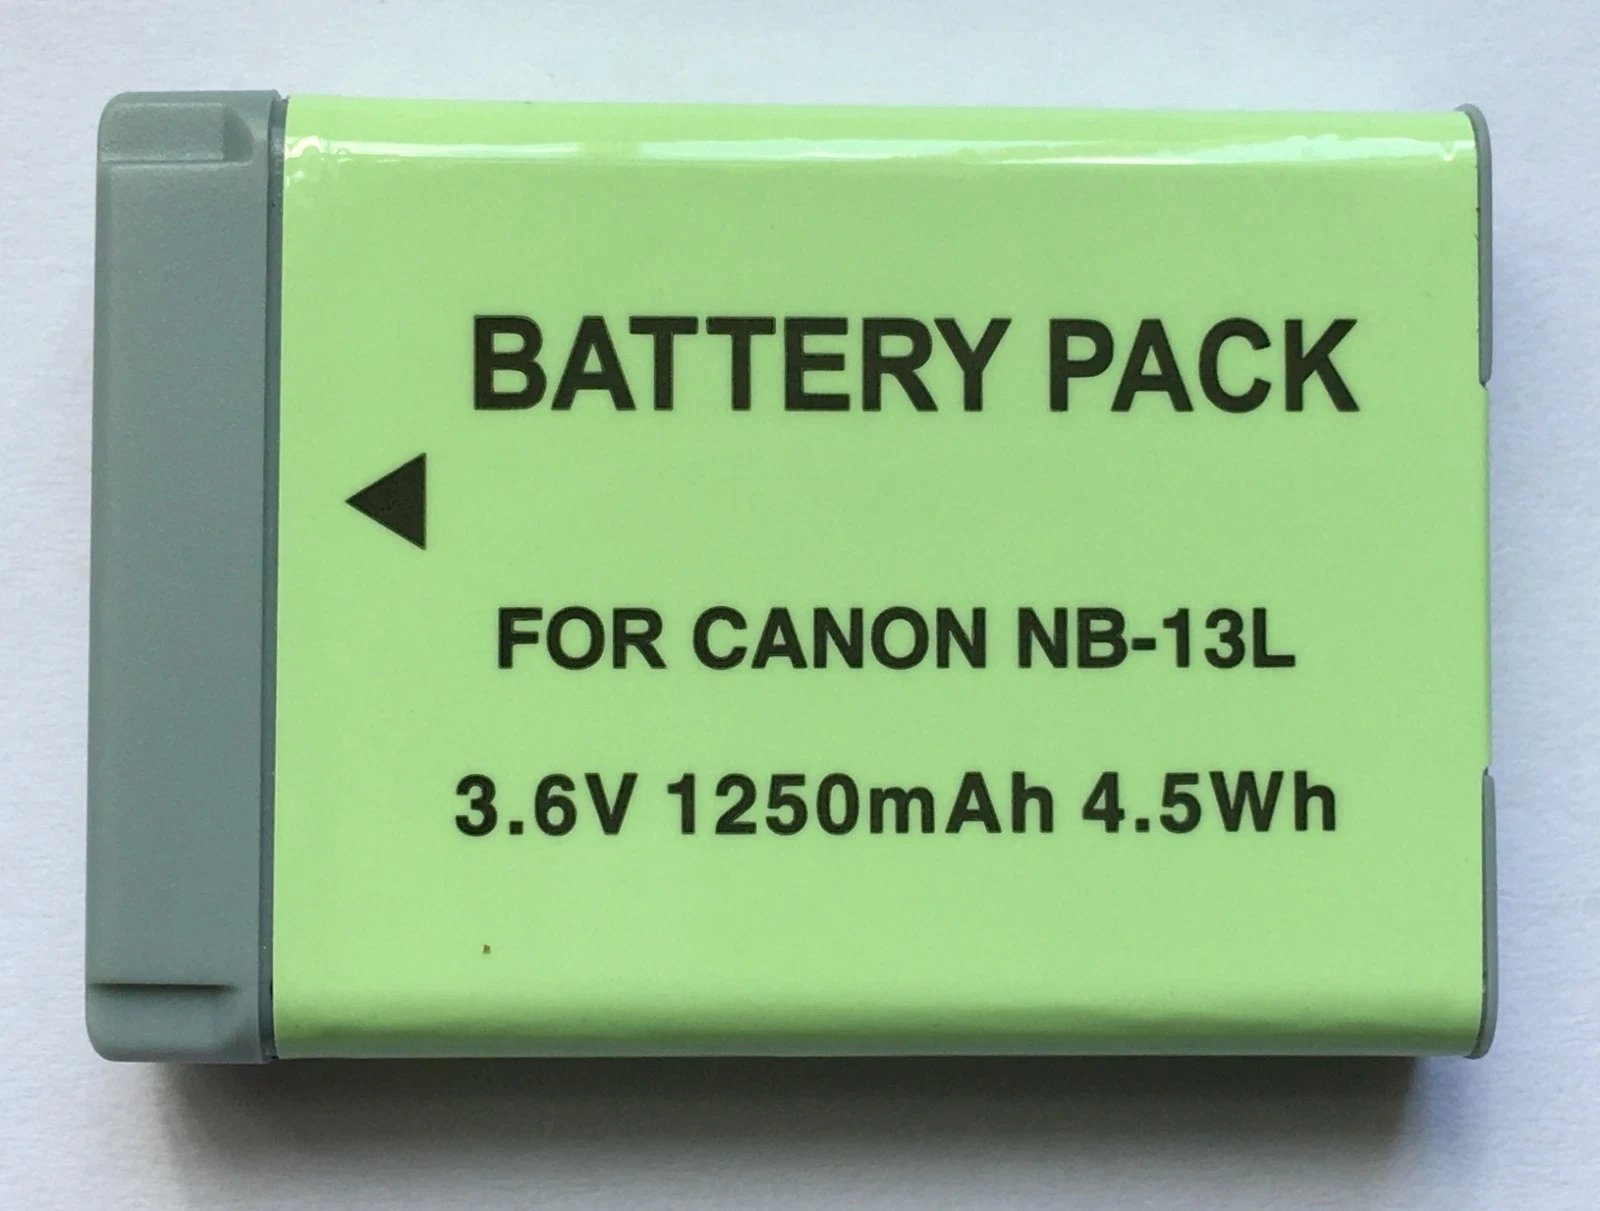 BATTERY PACK
FOR CANON NB-13L
3.6V 1250mAh 4.5Wh